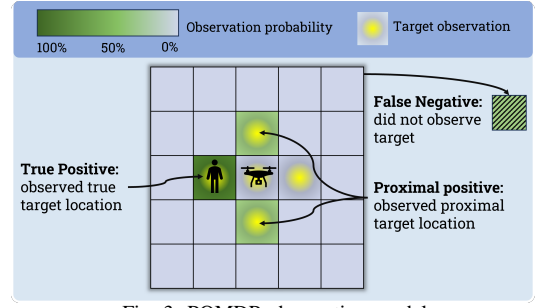 Observation probability
Target observation
100% 50% 0%
False Negative:
did not observe
target
True Positive:
observed true
target location
Proximal positive:
observed proximal
target location